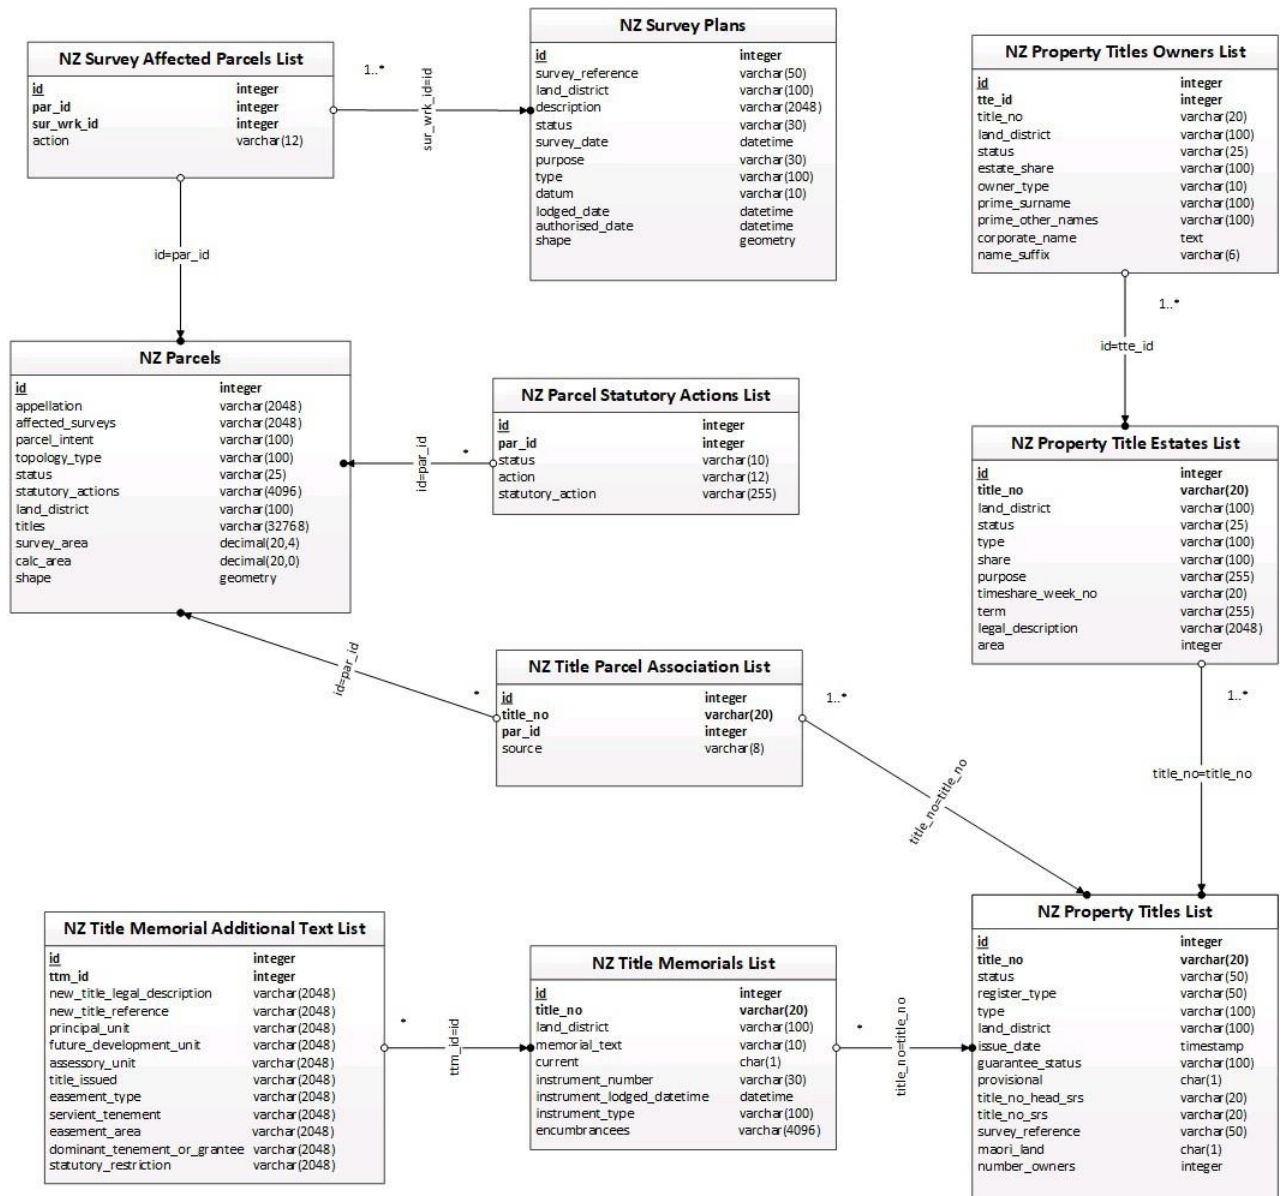 NZ Survey Affected Parcels List
id integer
par_id integer
sur_wrk_id integer
action varchar(12)
1..*
sur_wrk_id=id
NZ Survey Plans
id integer
survey_reference varchar(50)
land_district varchar(100)
description varchar(2048)
status varchar(30)
survey_date datetime
purpose varchar(30)
type varchar(100)
datum varchar(10)
lodged_date datetime
authorised_date datetime
shape geometry
NZ Property Titles Owners List
id integer
tte_id integer
title_no varchar(20)
land_district varchar(100)
status varchar(25)
estate_share varchar(100)
owner_type varchar(10)
prime_surname varchar(100)
prime_other_names varchar(100)
corporate_name text
name_suffix varchar(6)
id=par_id
1..*
id=tte_id
NZ Parcels
id integer
appellation varchar(2048)
affected_surveys varchar(2048)
parcel_intent varchar(100)
topology_type varchar(100)
status varchar(25)
statutory_actions varchar(4096)
land_district varchar(100)
titles varchar(32768)
survey_area decimal(20,4)
calc_area decimal(20,0)
shape geometry
id=par_id
*
NZ Parcel Statutory Actions List
id integer
par_id integer
status varchar(10)
action varchar(12)
statutory_action varchar(255)
NZ Property Title Estates List
id integer
title_no varchar(20)
land_district varchar(100)
status varchar(25)
type varchar(100)
share varchar(100)
purpose varchar(255)
timeshare_week_no varchar(20)
term varchar(255)
legal_description varchar(2048)
area integer
id=par_id
*
NZ Title Parcel Association List
id integer
title_no varchar(20)
par_id integer
source varchar(8)
1..*
title_no=title_no
1..*
title_no=title_no
NZ Title Memorial Additional Text List
id integer
ttm_id integer
new_title_legal_description varchar(2048)
new_title_reference varchar(2048)
principal_unit varchar(2048)
future_development_unit varchar(2048)
assessory_unit varchar(2048)
title_issued varchar(2048)
easement_type varchar(2048)
servient_tenement varchar(2048)
easement_area varchar(2048)
dominant_tenement_or_grantee varchar(2048)
statutory_restriction varchar(2048)
*
ttm_id=id
NZ Title Memorials List
id integer
title_no varchar(20)
land_district varchar(100)
memorial_text varchar(10)
current char(1)
instrument_number varchar(30)
instrument_lodged_datetime datetime
instrument_type varchar(100)
encumbrancees varchar(4096)
*
title_no=title_no
NZ Property Titles List
id integer
title_no varchar(20)
status varchar(50)
register_type varchar(50)
type varchar(100)
land_district varchar(100)
issue_date timestamp
guarantee_status varchar(100)
provisional char(1)
title_no_head_srs varchar(20)
title_no_srs varchar(20)
survey_reference varchar(50)
maori_land char(1)
number_owners integer